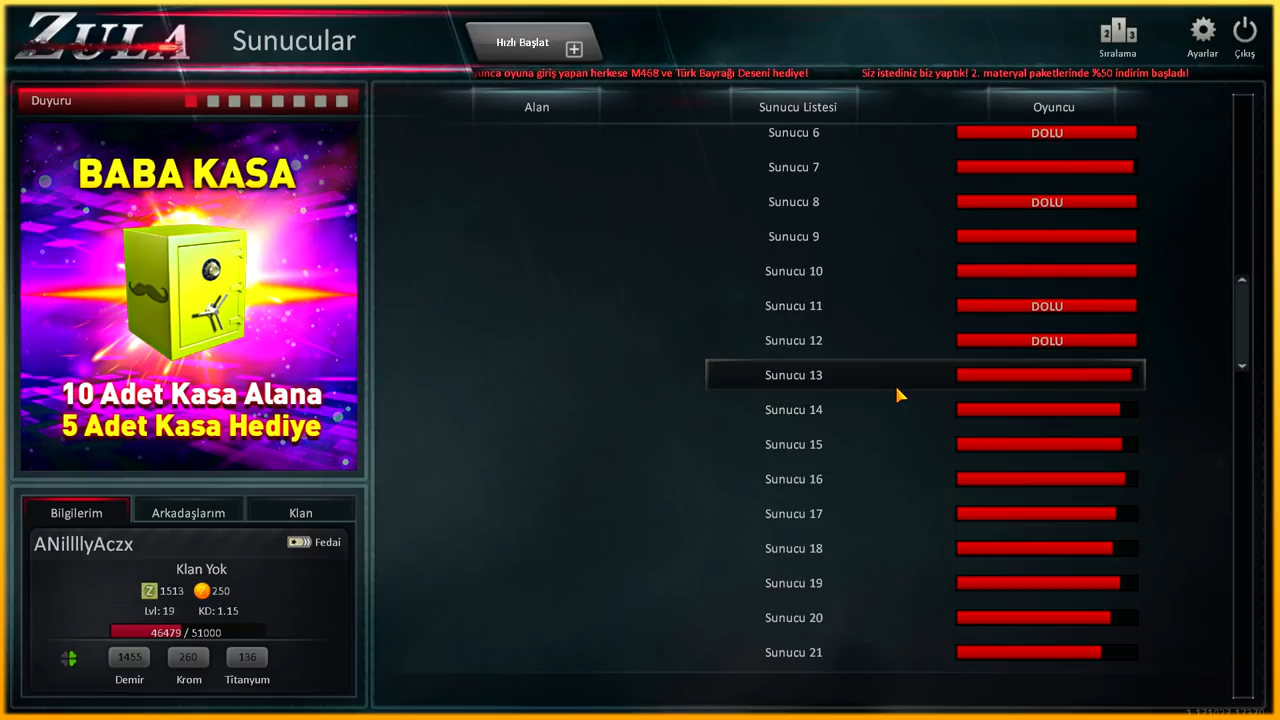 ZULA
Sunucular
Hızlı Başlat
2 1 3
Sıralama
Ayarlar
Çıkış
unca oyuna giriş yapan herkese M468 ve Türk Bayrağı Deseni hediye!
Siz istediniz biz yaptık! 2. materyal paketlerinde %50 indirim başladı!
Duyuru
BABA KASA
10 Adet Kasa Alana
5 Adet Kasa Hediye
Alan
Sunucu Listesi
Oyuncu
Sunucu 6 DOLU
Sunucu 7
Sunucu 8 DOLU
Sunucu 9
Sunucu 10
Sunucu 11 DOLU
Sunucu 12 DOLU
Sunucu 13
Sunucu 14
Sunucu 15
Sunucu 16
Sunucu 17
Sunucu 18
Sunucu 19
Sunucu 20
Sunucu 21
Bilgilerim
Arkadaşlarım
Klan
ANillllyAczx
Fedai
Klan Yok
Z 1513 250
Lvl: 19 KD: 1.15
46479 / 51000
1455 260 136
Demir Krom Titanyum